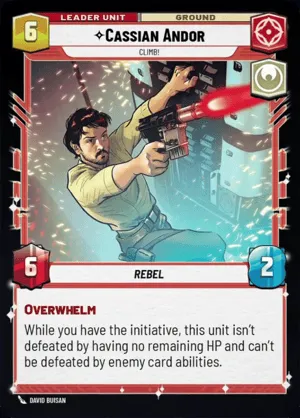 LEADER UNIT
GROUND
6
✧CASSIAN ANDOR
CLIMB!
6
REBEL
2
OVERWHELM
While you have the initiative, this unit isn't
defeated by having no remaining HP and can't
be defeated by enemy card abilities.
DAVID BUISAN